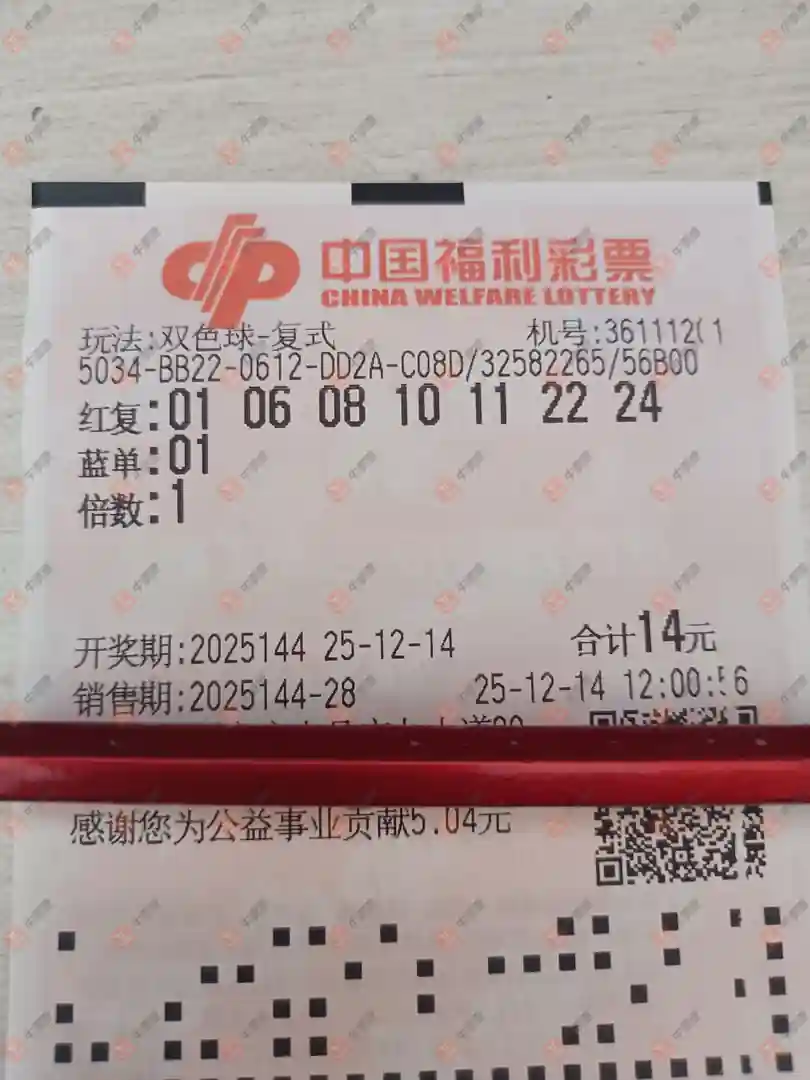 中国福利彩票
CHINA WELFARE LOTTERY
玩法:双色球-复式 机号:361112(1
5034-BB22-0612-DD2A-C08D/32582265/56B00
红复:01 06 08 10 11 22 24
蓝单:01
倍数:1
开奖期:2025144 25-12-14 合计14元
销售期:2025144-28 25-12-14 12:00:56
感谢您为公益事业贡献5.04元